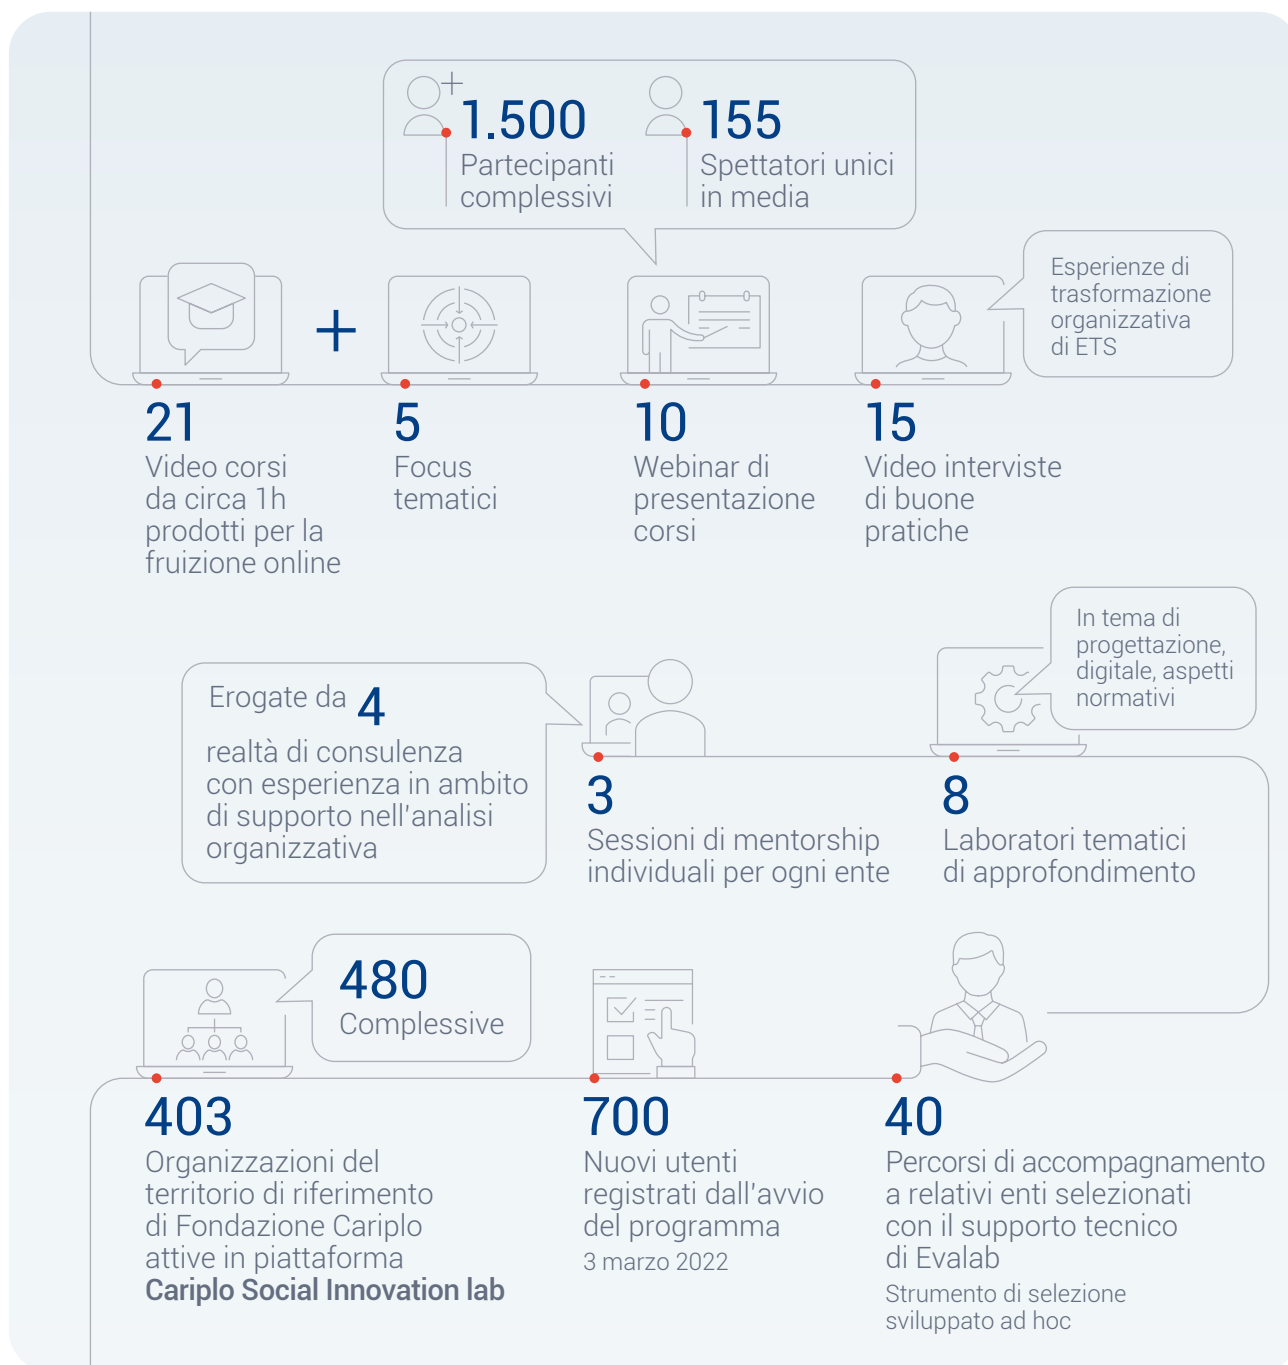 1.500
Partecipanti
complessivi
155
Spettatori unici
in media
Esperienze di
trasformazione
organizzativa
di ETS
+
21
Video corsi
da circa 1h
prodotti per la
fruizione online
5
Focus
tematici
10
Webinar di
presentazione
corsi
15
Video interviste
di buone
pratiche
Erogate da 4
realtà di consulenza
con esperienza in ambito
di supporto nell'analisi
organizzativa
3
Sessioni di mentorship
individuali per ogni ente
In tema di
progettazione,
digitale, aspetti
normativi
8
Laboratori tematici
di approfondimento
480
Complessive
403
Organizzazioni del
territorio di riferimento
di Fondazione Cariplo
attive in piattaforma
Cariplo Social Innovation lab
700
Nuovi utenti
registrati dall'avvio
del programma
3 marzo 2022
40
Percorsi di accompagnamento
a relativi enti selezionati
con il supporto tecnico
di Evalab
Strumento di selezione
sviluppato ad hoc